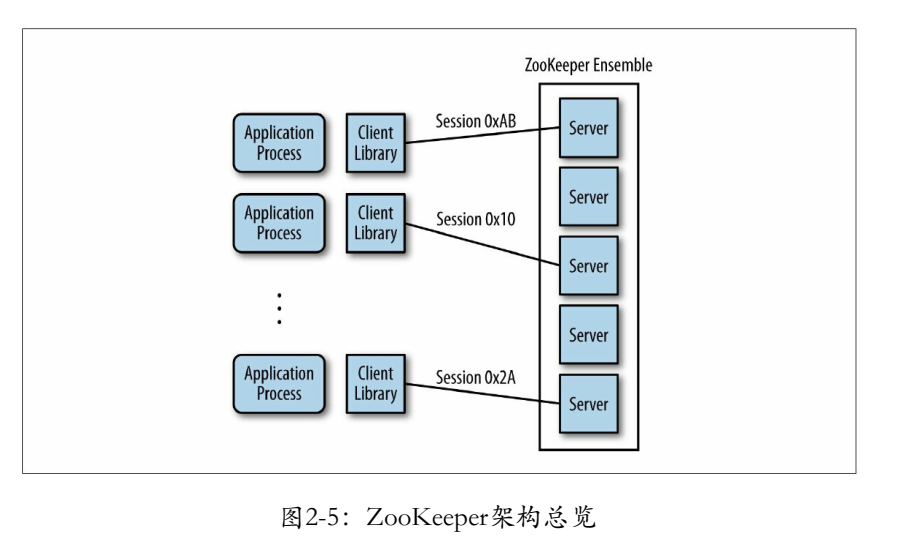 ZooKeeper Ensemble
Application
Process
Client
Library
Session 0xAB
Server
Server
Application
Process
Client
Library
Session 0x10
Server
Server
Application
Process
Client
Library
Session 0x2A
Server
图2-5：ZooKeeper架构总览